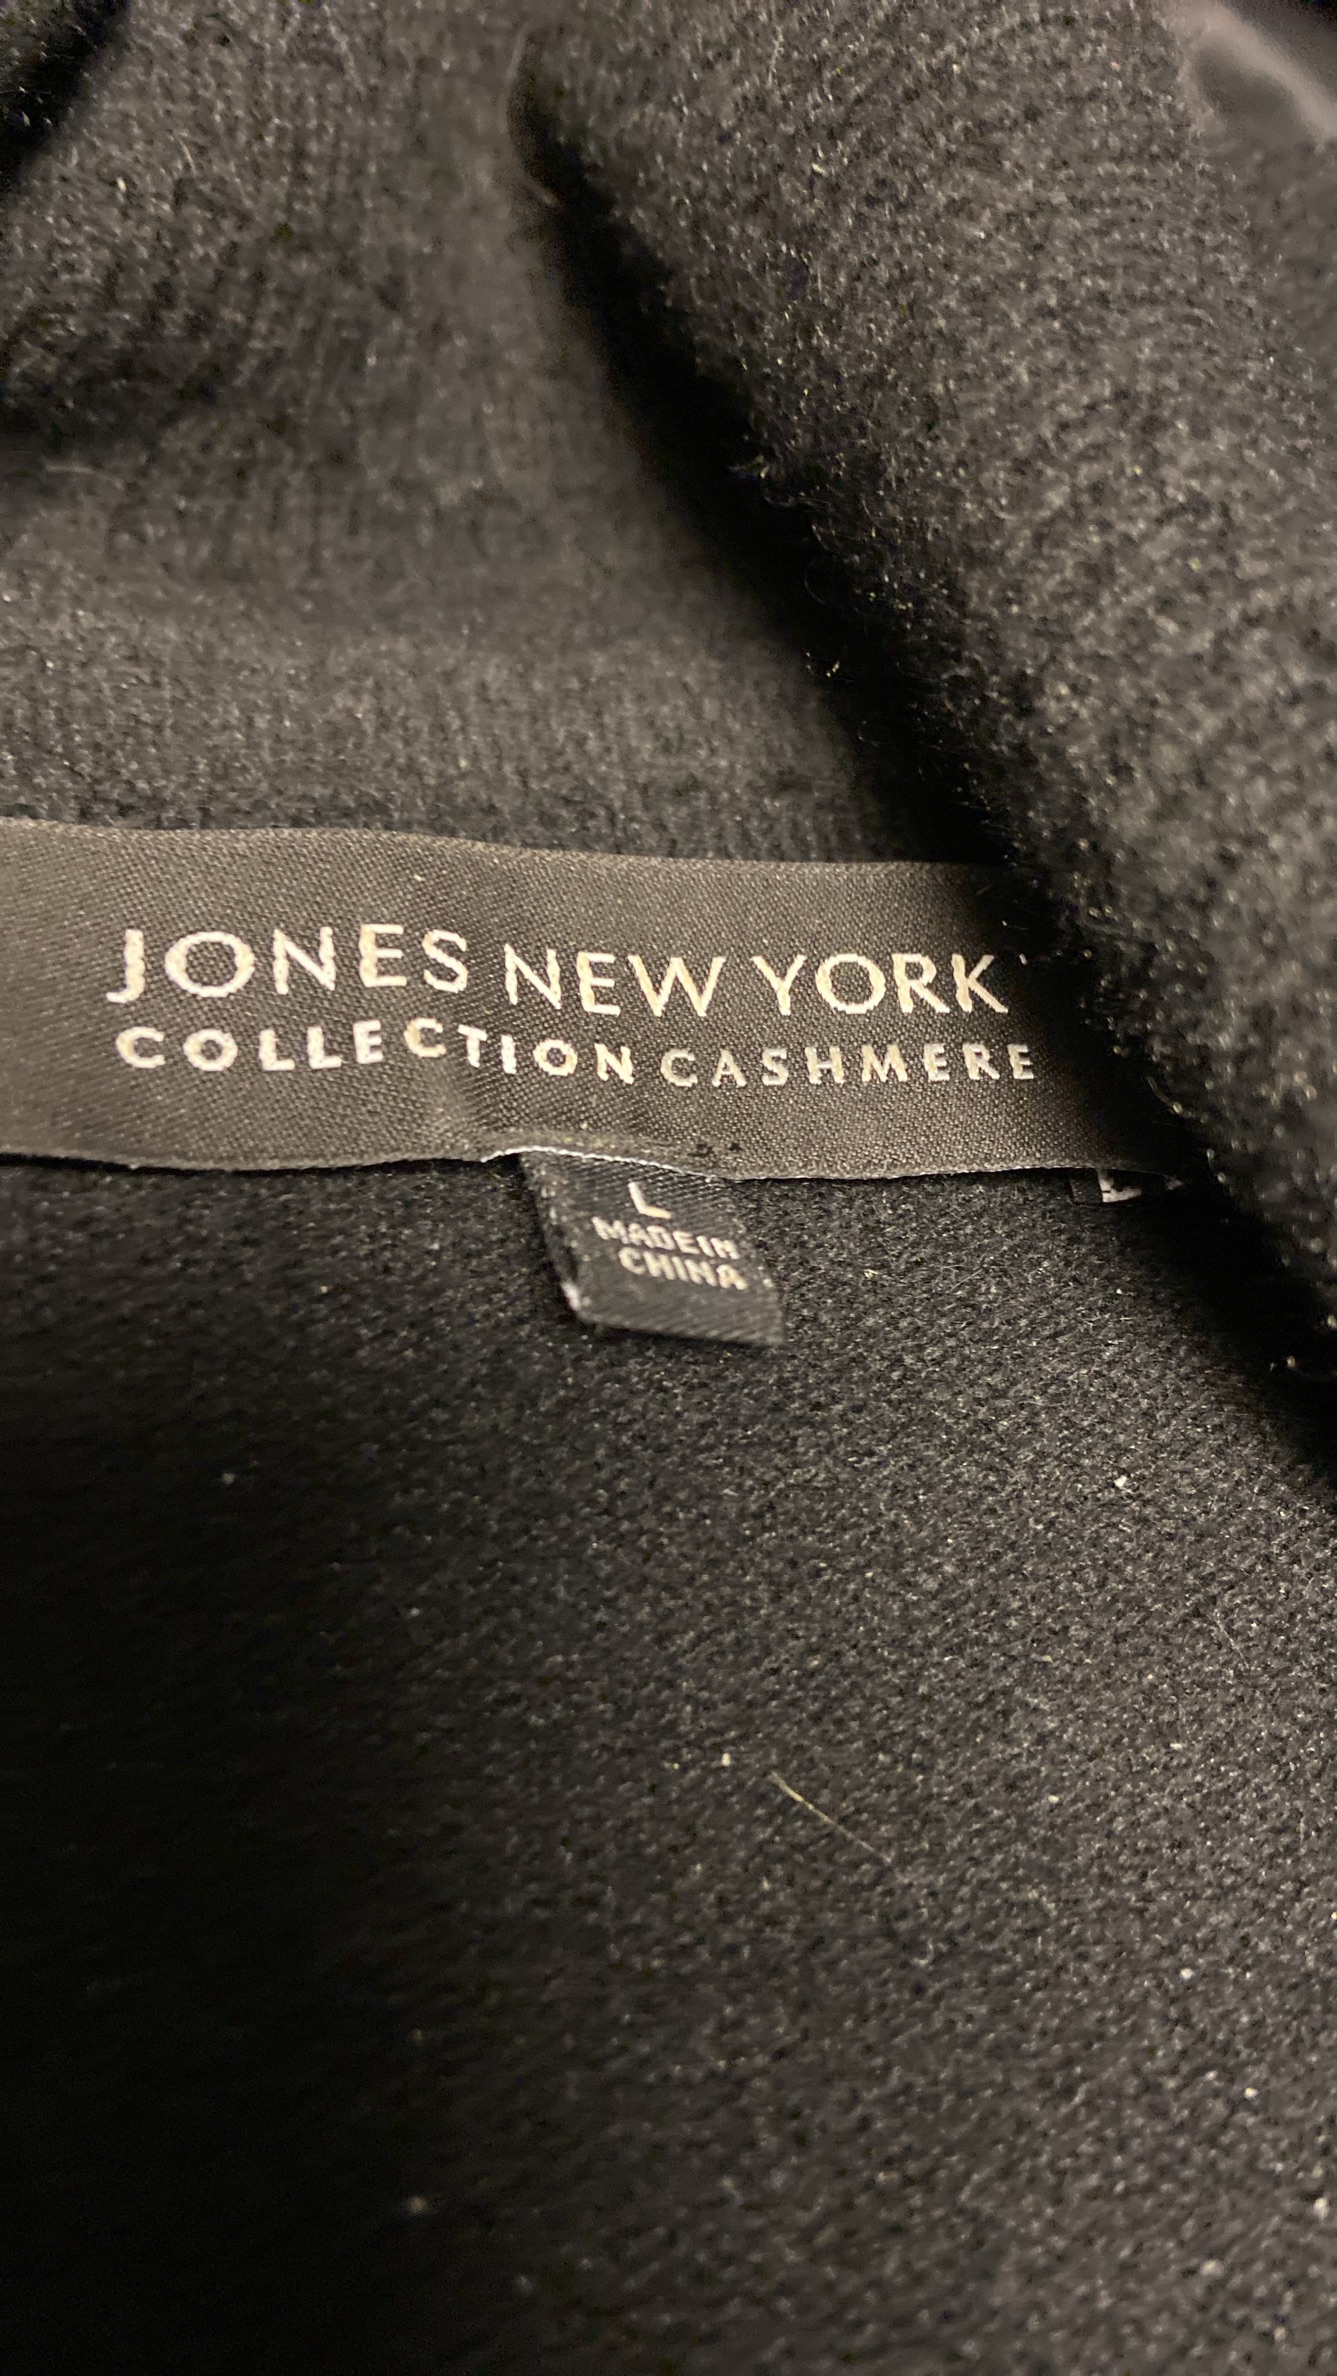 JONES NEW YORK
COLLECTION CASHMERE
L
MADE IN
CHINA